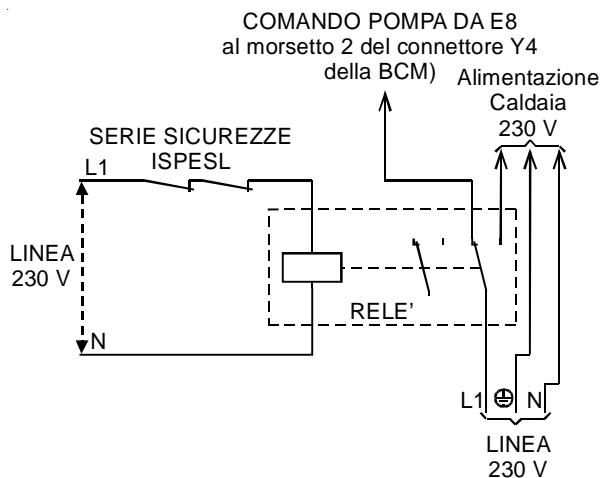 COMANDO POMPA DA E8
al morsetto 2 del connettore Y4
della BCM)
Alimentazione
Caldaia
230 V
SERIE SICUREZZE
ISPESL
L1
LINEA
230 V
N
RELE’
L1
N
LINEA
230 V